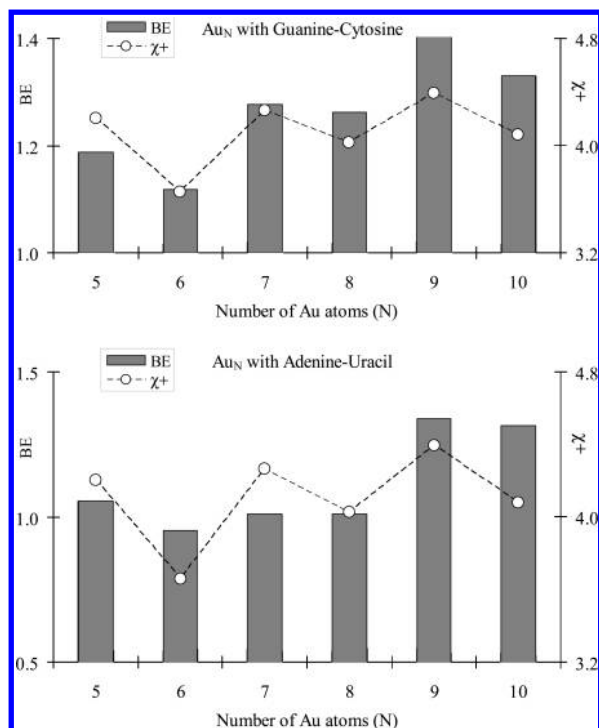 BE
χ+
Au_N with Guanine-Cytosine
1.4
1.2
1.0
BE
4.8
4.0
3.2
χ+
5 6 7 8 9 10
Number of Au atoms (N)
BE
χ+
Au_N with Adenine-Uracil
1.5
1.0
0.5
BE
4.8
4.0
3.2
χ+
5 6 7 8 9 10
Number of Au atoms (N)